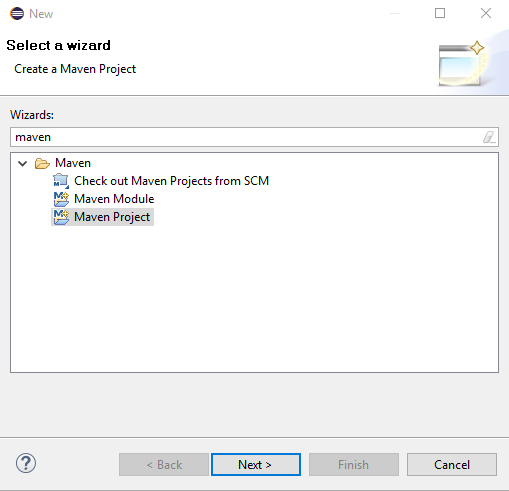 New
Select a wizard
Create a Maven Project
Wizards:
maven
Maven
Check out Maven Projects from SCM
Maven Module
Maven Project
< Back
Next >
Finish
Cancel